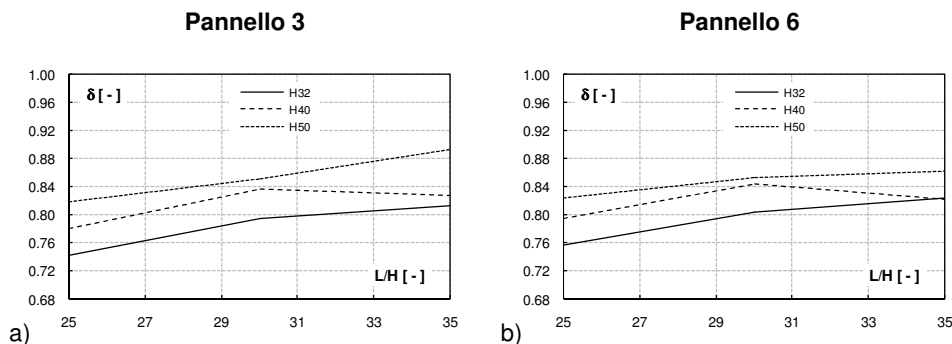 Pannello 3
Pannello 6
1.00
0.96
0.92
0.88
0.84
0.80
0.76
0.72
0.68
δ [ - ]
H32
H40
H50
L/H [ - ]
25 27 29 31 33 35
a)
1.00
0.96
0.92
0.88
0.84
0.80
0.76
0.72
0.68
δ [ - ]
H32
H40
H50
L/H [ - ]
25 27 29 31 33 35
b)